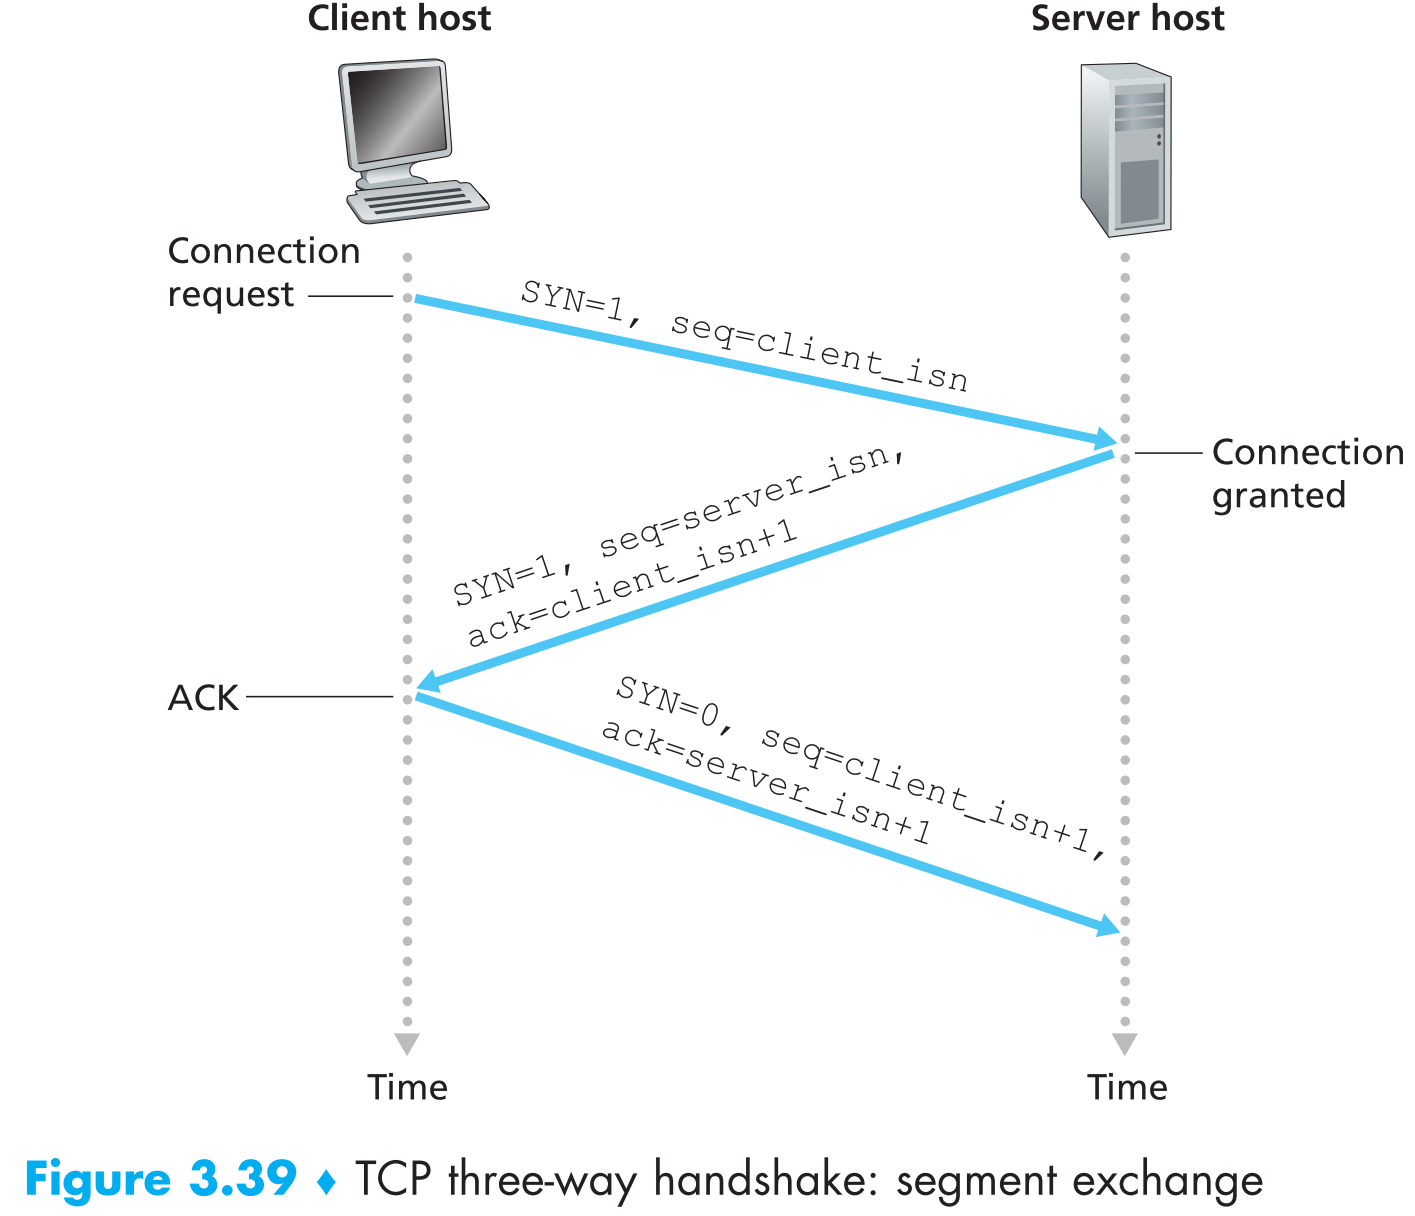 Client host
Server host
Connection
request
SYN=1, seq=client_isn
Connection
granted
SYN=1, seq=server_isn,
ack=client_isn+1
ACK
SYN=0, seq=client_isn+1,
ack=server_isn+1
Time
Time
Figure 3.39 ♦ TCP three-way handshake: segment exchange